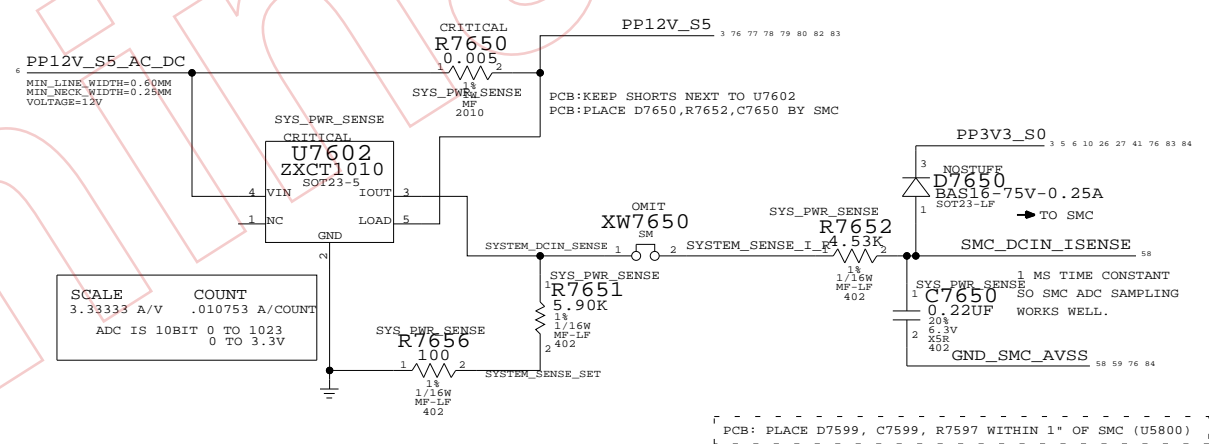 CRITICAL
R7650
0.005
1 2
1%
1W
MF
2010
SYS_PWR_SENSE
PP12V_S5
3 76 77 78 79 80 82 83
6 PP12V_S5_AC_DC
MIN_LINE_WIDTH=0.60MM
MIN_NECK_WIDTH=0.25MM
VOLTAGE=12V
PCB:KEEP SHORTS NEXT TO U7602
PCB:PLACE D7650,R7652,C7650 BY SMC
SYS_PWR_SENSE
CRITICAL
U7602
ZXCT1010
SOT23-5
4 VIN IOUT 3
1 NC LOAD 5
GND
2
PP3V3_S0
3 5 6 10 26 27 41 76 83 84
3
NOSTUFF
D7650
BAS16-75V-0.25A
SOT23-LF
1
TO SMC
OMIT
XW7650
SM
1 2
SYSTEM_DCIN_SENSE
SYSTEM_SENSE_I_R
SYS_PWR_SENSE
R7652
4.53K
1 2
1%
1/16W
MF-LF
402
SMC_DCIN_ISENSE
58
SYS_PWR_SENSE
R7651
5.90K
1
1%
1/16W
MF-LF
402
2
SYS_PWR_SENSE
C7650
0.22UF
1
20%
6.3V
X5R
402
2
1 MS TIME CONSTANT
SO SMC ADC SAMPLING
WORKS WELL.
GND_SMC_AVSS
58 59 76 84
SCALE COUNT
3.33333 A/V .010753 A/COUNT
ADC IS 10BIT 0 TO 1023
0 TO 3.3V
SYS_PWR_SENSE
R7656
100
1 2
1%
1/16W
MF-LF
402
SYSTEM_SENSE_SET
PCB: PLACE D7599, C7599, R7597 WITHIN 1" OF SMC (U5800)